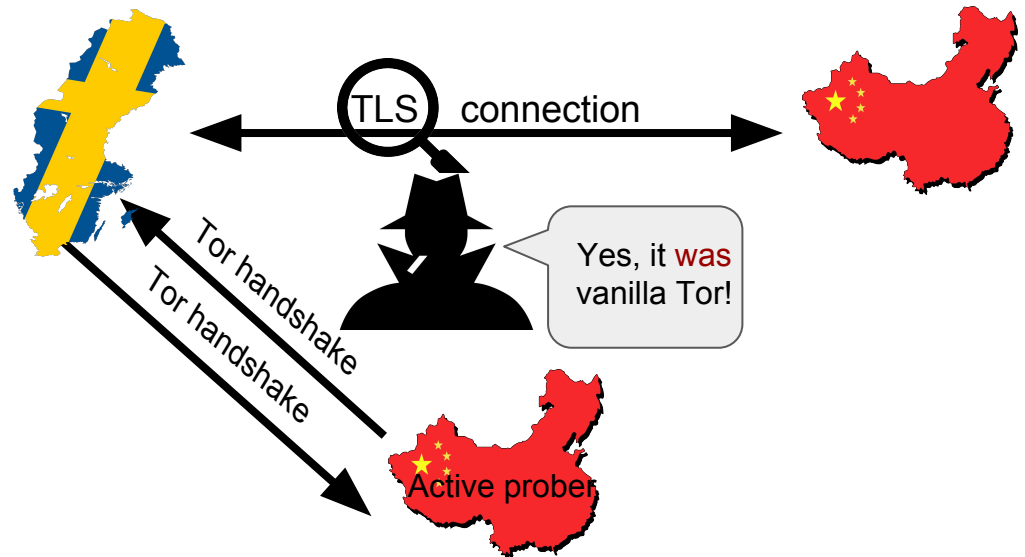 TLS connection
Yes, it was
vanilla Tor!
Tor handshake
Tor handshake
Active prober